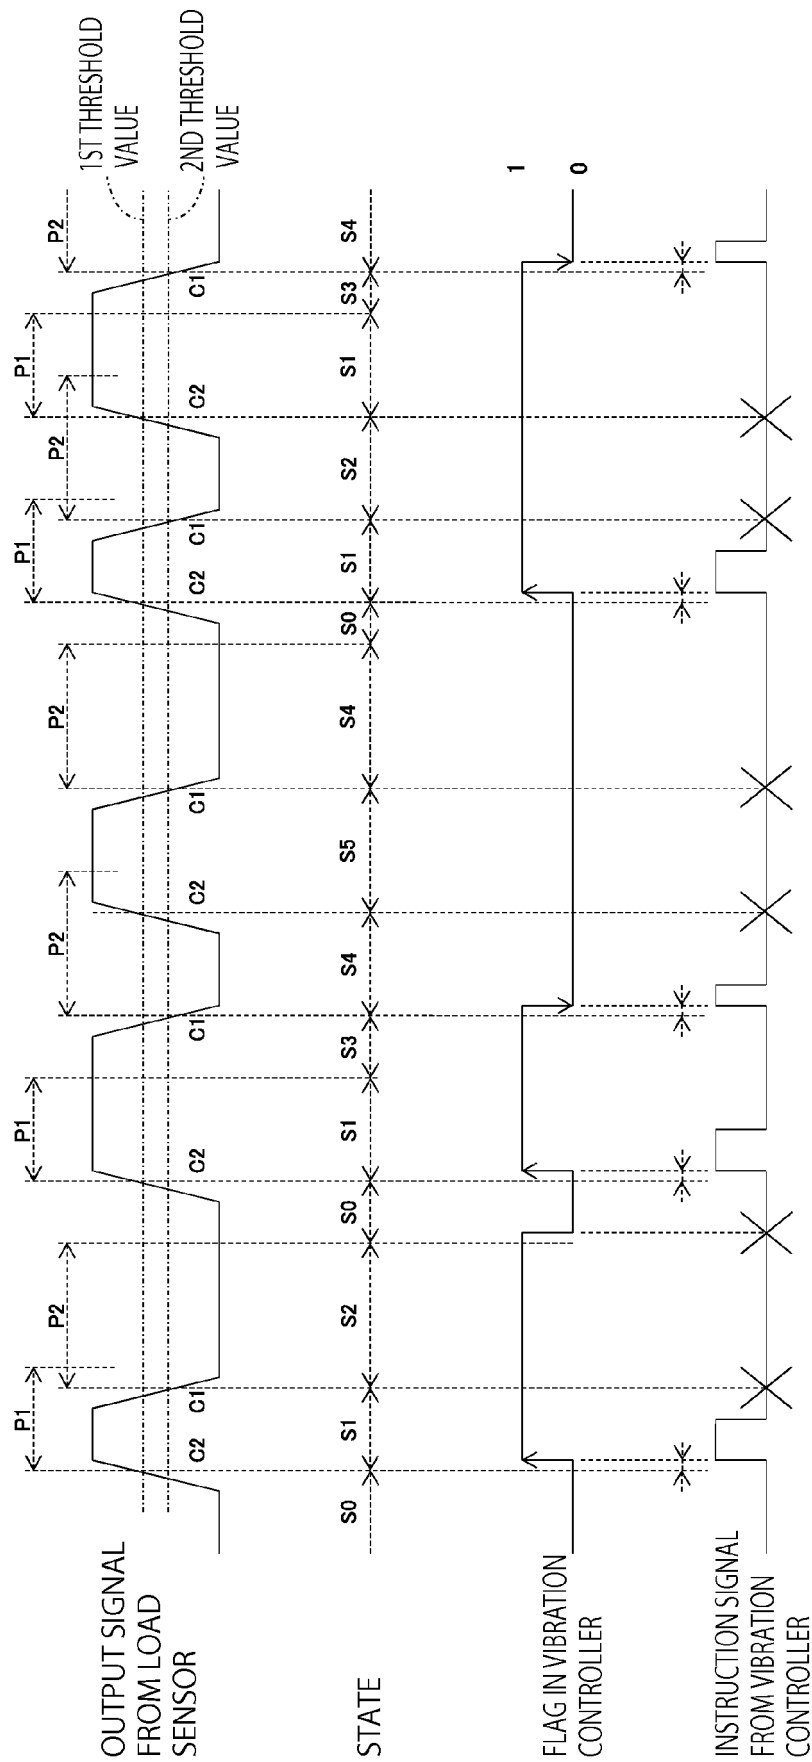 P1 P1 P1 P1
P2 P2 P2 P2 P2
1ST THRESHOLD
VALUE
2ND THRESHOLD
VALUE
OUTPUT SIGNAL
FROM LOAD
SENSOR
C2 C1 C2 C1 C2 C1 C2 C1 C2 C1
STATE
S0 S1 S2 S0 S1 S3 S4 S5 S4 S0 S1 S2 S1 S3 S4
FLAG IN VIBRATION
CONTROLLER
1
0
INSTRUCTION SIGNAL
FROM VIBRATION
CONTROLLER